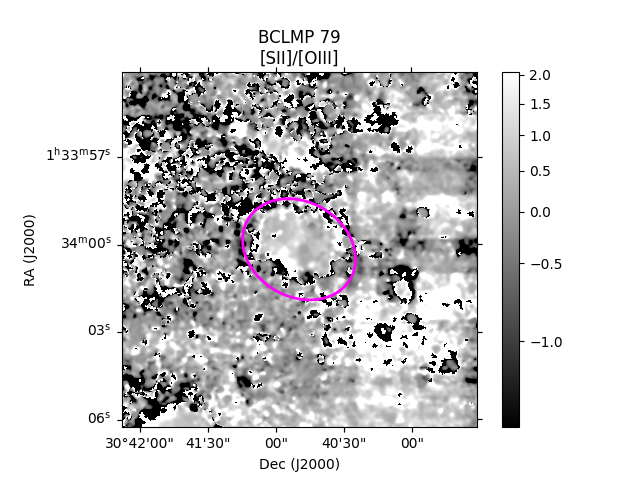 BCLMP 79
[SII]/[OIII]
2.0
1.5
1.0
0.5
0.0
−0.5
−1.0
1ʰ33ᵐ57ˢ
34ᵐ00ˢ
03ˢ
06ˢ
RA (J2000)
30°42'00" 41'30" 00" 40'30" 00"
Dec (J2000)